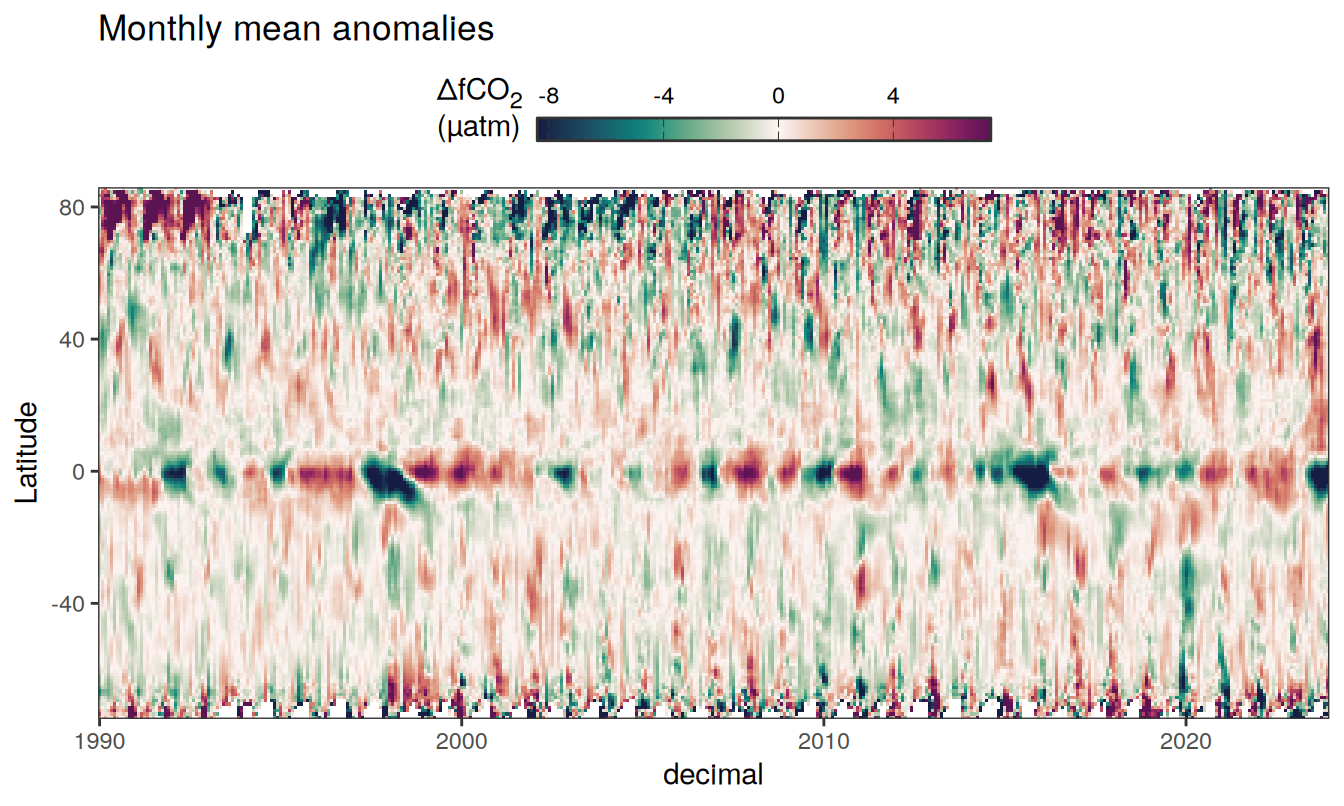 Monthly mean anomalies
ΔfCO₂
(μatm)
-8 -4 0 4
80
40
0
-40
Latitude
1990 2000 2010 2020
decimal